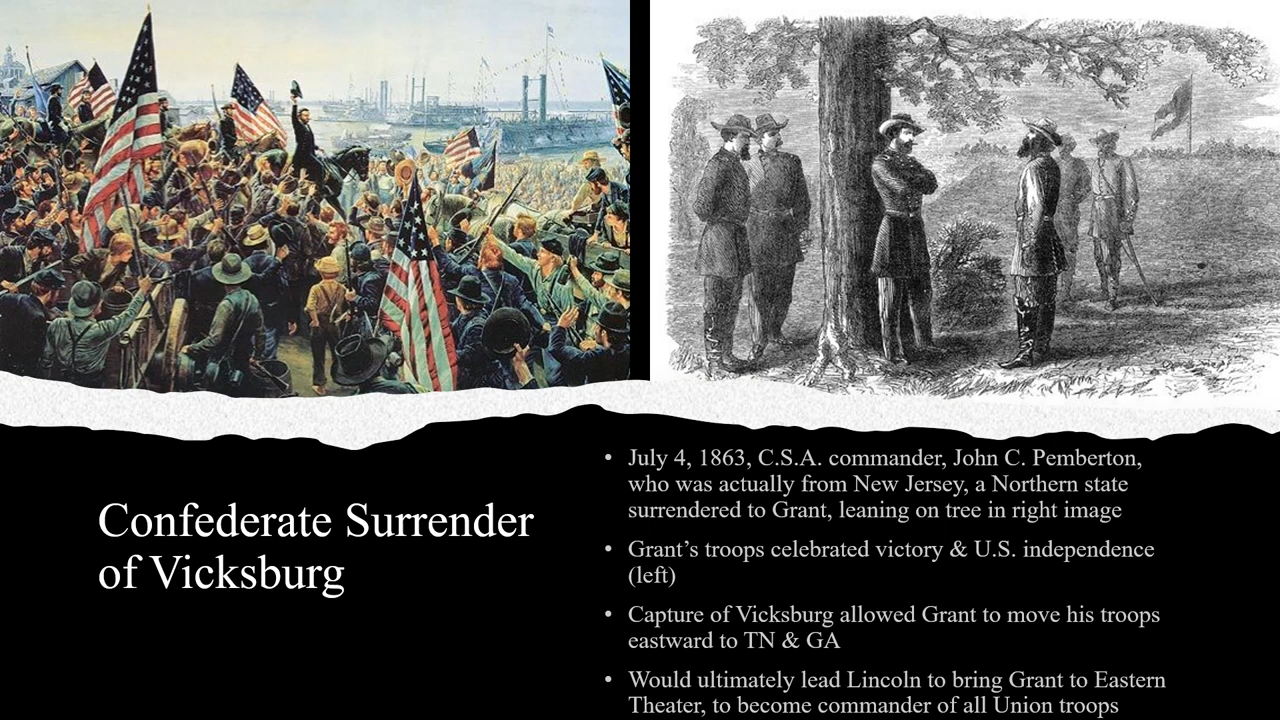 Confederate Surrender
of Vicksburg
• July 4, 1863, C.S.A. commander, John C. Pemberton,
who was actually from New Jersey, a Northern state
surrendered to Grant, leaning on tree in right image
• Grant’s troops celebrated victory & U.S. independence
(left)
• Capture of Vicksburg allowed Grant to move his troops
eastward to TN & GA
• Would ultimately lead Lincoln to bring Grant to Eastern
Theater, to become commander of all Union troops